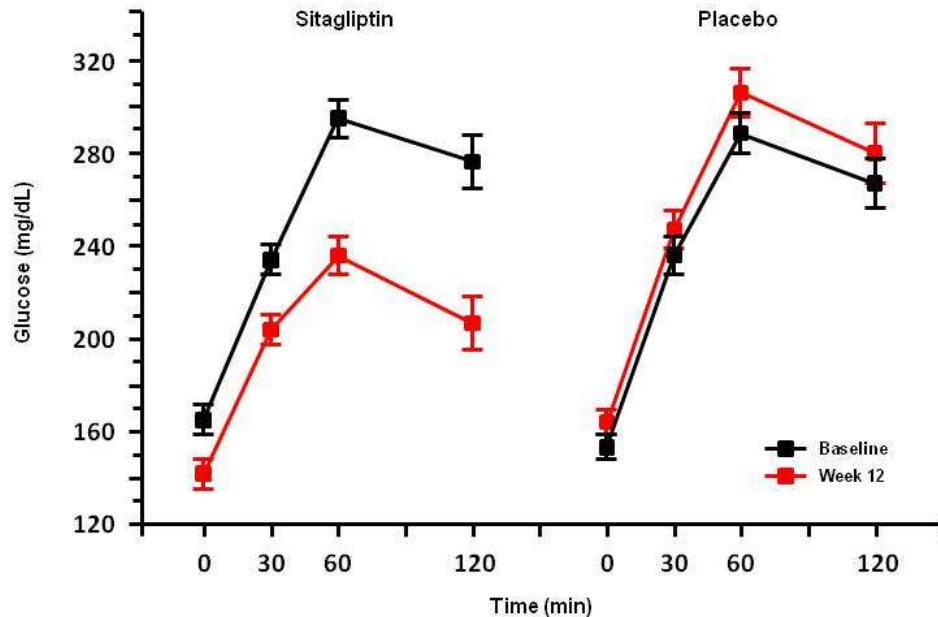 Sitagliptin Placebo
320
280
240
200
160
120
Glucose (mg/dL)
Baseline
Week 12
0 30 60 120 0 30 60 120
Time (min)